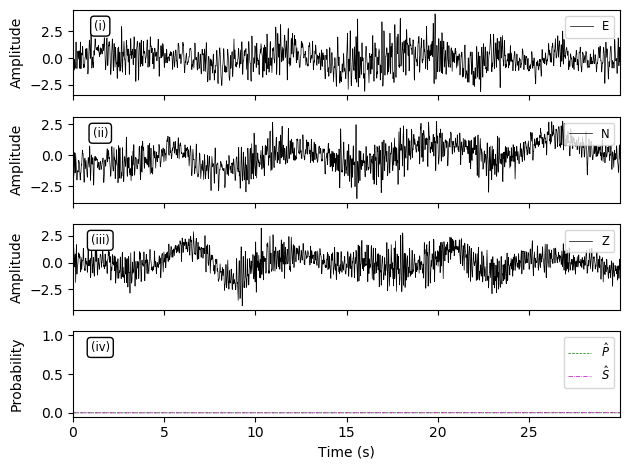 (i)
E
Amplitude
2.5
0.0
−2.5
(ii)
N
Amplitude
2.5
0.0
−2.5
(iii)
Z
Amplitude
2.5
0.0
−2.5
(iv)
P̂
Ŝ
Probability
1.0
0.5
0.0
0 5 10 15 20 25
Time (s)